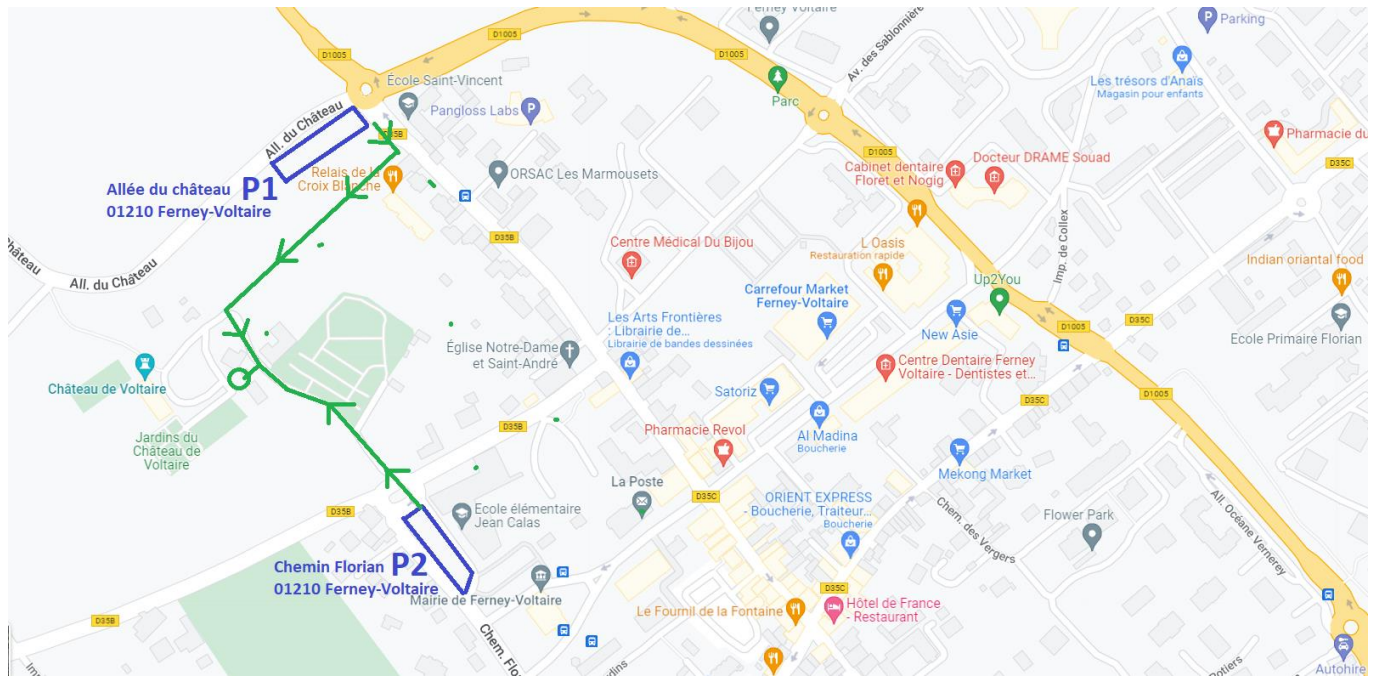 Ferney Voltaire
D1005
D1005
D1005
Av. des Sablonnière
Parking
École Saint-Vincent
Pangloss Labs
Parc
Les trésors d'Anaïs
Magasin pour enfants
All. du Château
D35B
Pharmacie du
D1005
Relais de la
Croix Blanche
ORSAC Les Marmousets
Cabinet dentaire
Floret et Nogig
Docteur DRAME Souad
D35C
Allée du château P1
01210 Ferney-Voltaire
D35B
Centre Médical Du Bijou
L Oasis
Restauration rapide
Imp. de Collex
Château
All. du Château
Indian oriantal food
Up2You
Carrefour Market
Ferney-Voltaire
Les Arts Frontières
: Librairie de...
Librairie de bandes dessinées
New Asie
D1005
D35C
Ecole Primaire Florian
Église Notre-Dame
et Saint-André
Centre Dentaire Ferney
Voltaire - Dentistes et...
Château de Voltaire
Satoriz
D1005
D35C
Jardins du
Château de
Voltaire
D35B
Pharmacie Revol
Al Madina
Boucherie
Mekong Market
La Poste
D35C
ORIENT EXPRESS
- Boucherie, Traiteur...
Boucherie
Chem. des Vergers
Flower Park
All. Océane Vernerey
D35B
Ecole élémentaire
Jean Calas
Chemin Florian P2
01210 Ferney-Voltaire
Mairie de Ferney-Voltaire
D35C
Le Fournil de la Fontaine
Hôtel de France
- Restaurant
D35B
Chem. Flo
Autohire